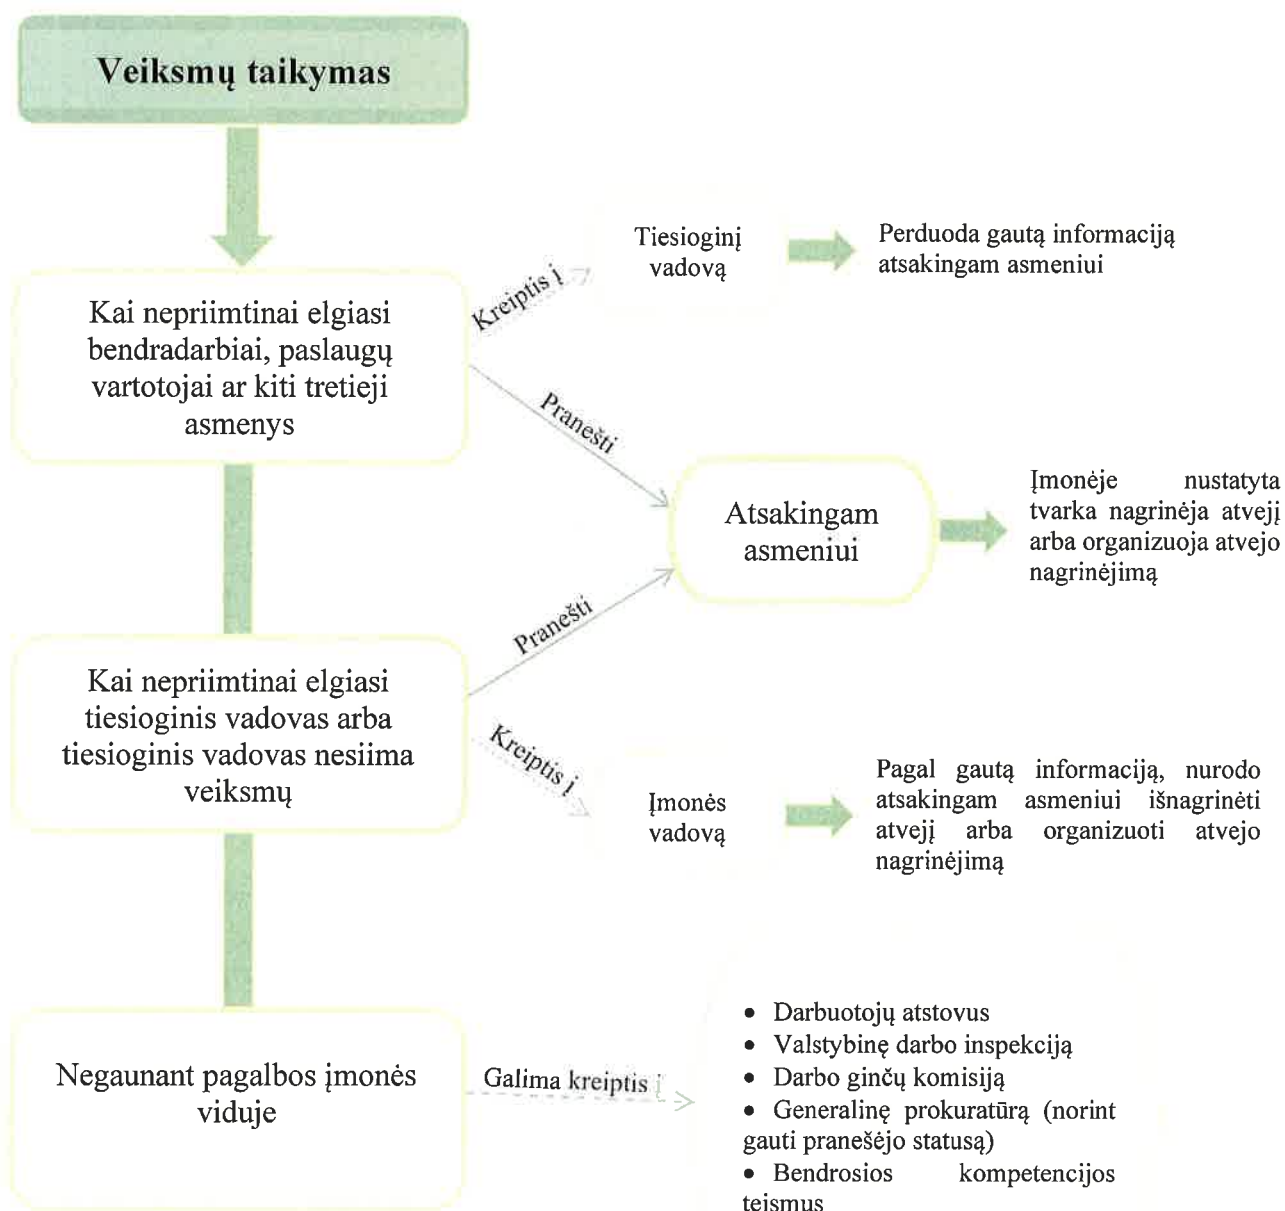 Veiksmų taikymas
Tiesioginį
vadovą
Perduoda gautą informaciją
atsakingam asmeniui
Kreiptis į
Kai nepriimtinai elgiasi
bendradarbiai, paslaugų
vartotojai ar kiti tretieji
asmenys
Pranešti
Atsakingam
asmeniui
Įmonėje nustatyta
tvarka nagrinėja atvejį
arba organizuoja atvejo
nagrinėjimą
Pranešti
Kai nepriimtinai elgiasi
tiesioginis vadovas arba
tiesioginis vadovas nesiima
veiksmų
Kreiptis į
Įmonės
vadovą
Pagal gautą informaciją, nurodo
atsakingam asmeniui išnagrinėti
atvejį arba organizuoti atvejo
nagrinėjimą
Negaunant pagalbos įmonės
viduje
Galima kreiptis į
• Darbuotojų atstovus
• Valstybinę darbo inspekciją
• Darbo ginčų komisiją
• Generalinę prokuratūrą (norint
gauti pranešėjo statusą)
• Bendrosios kompetencijos
teismus